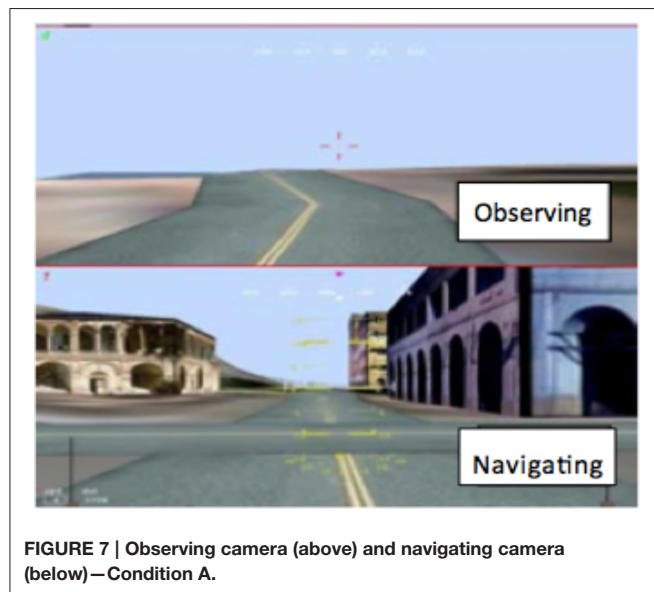 Observing
Navigating
FIGURE 7 | Observing camera (above) and navigating camera
(below)—Condition A.